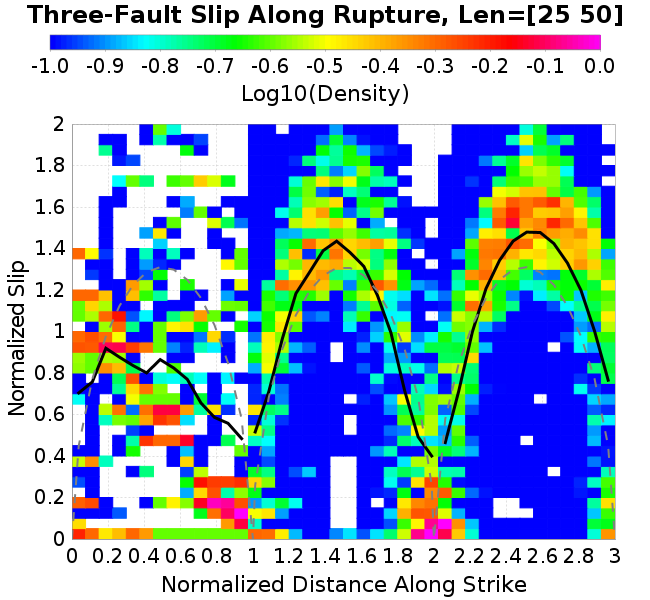 Three-Fault Slip Along Rupture, Len=[25 50]
-1.0 -0.9 -0.8 -0.7 -0.6 -0.5 -0.4 -0.3 -0.2 -0.1 0.0
Log10(Density)
2
1.8
1.6
1.4
1.2
1
0.8
0.6
0.4
0.2
0
Normalized Slip
0 0.2 0.4 0.6 0.8 1 1.2 1.4 1.6 1.8 2 2.2 2.4 2.6 2.8 3
Normalized Distance Along Strike